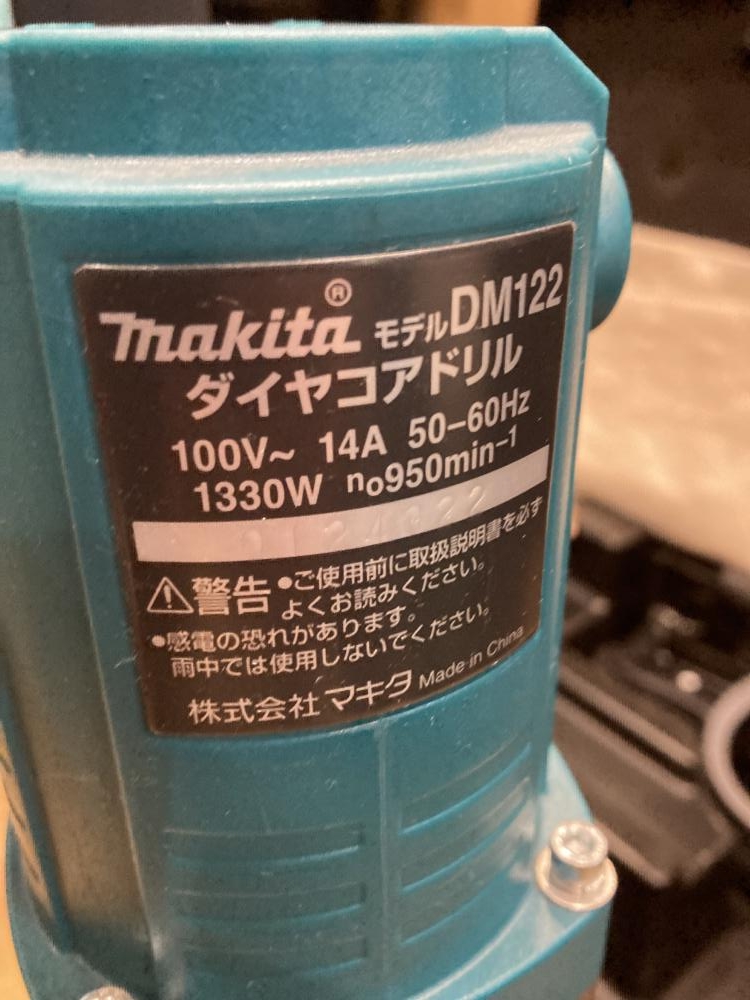 makita® モデルDM122
ダイヤコアドリル
100V~ 14A 50-60Hz
1330W n₀950min⁻¹
⚠警告 •ご使用前に取扱説明書を必ず
よくお読みください。
•感電の恐れがあります。
雨中では使用しないでください。
株式会社 マキタ Made in China